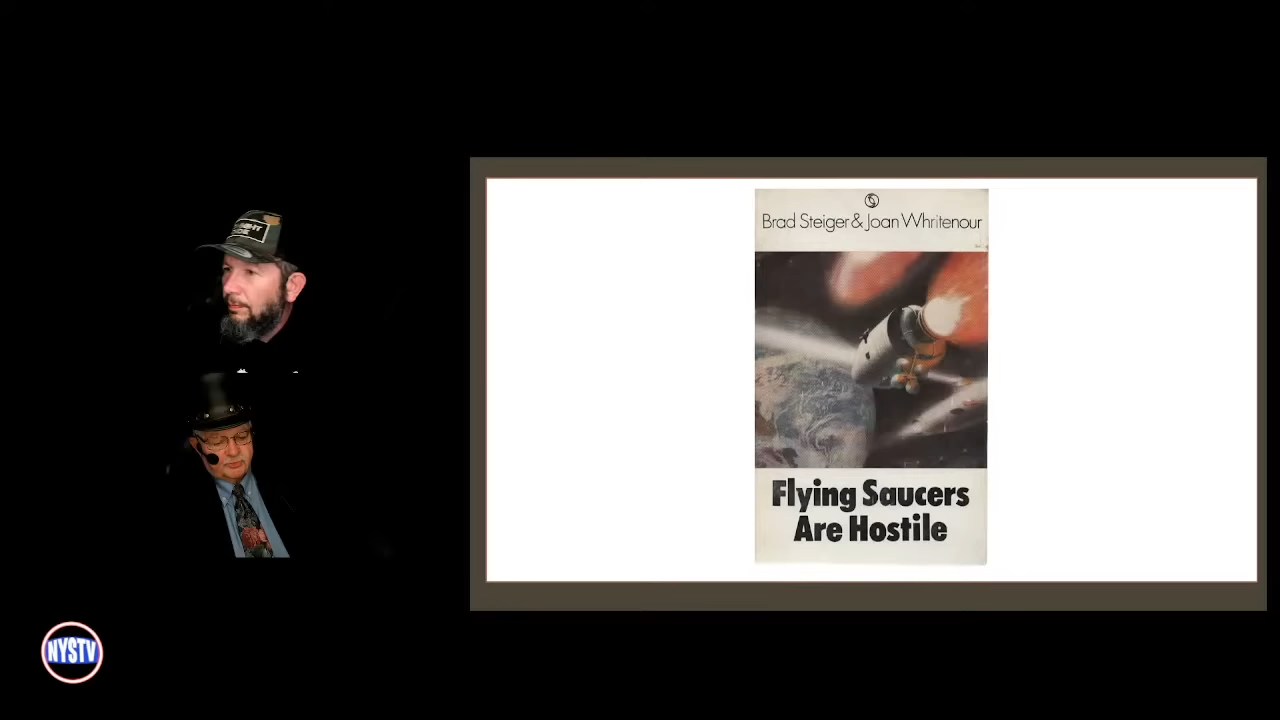 Brad Steiger & Joan Whritenour
Flying Saucers
Are Hostile
NYSTV